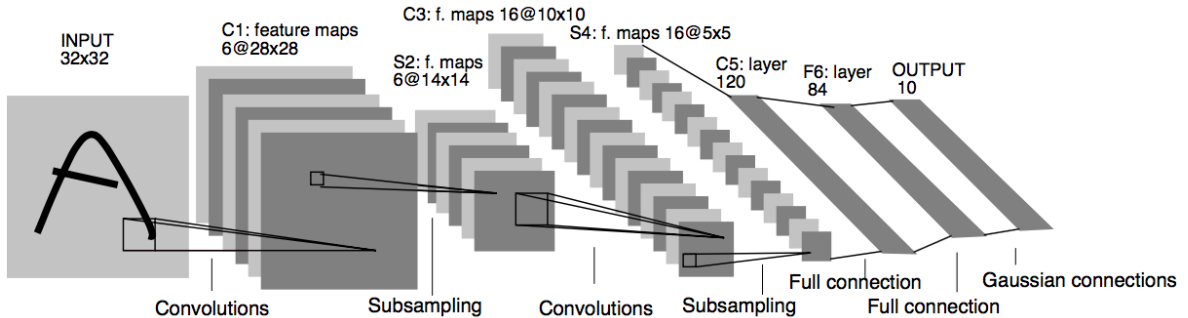 INPUT
32x32
C1: feature maps
6@28x28
S2: f. maps
6@14x14
C3: f. maps 16@10x10
S4: f. maps 16@5x5
C5: layer
120
F6: layer
84
OUTPUT
10
Convolutions
Subsampling
Convolutions
Subsampling
Full connection
Full connection
Gaussian connections